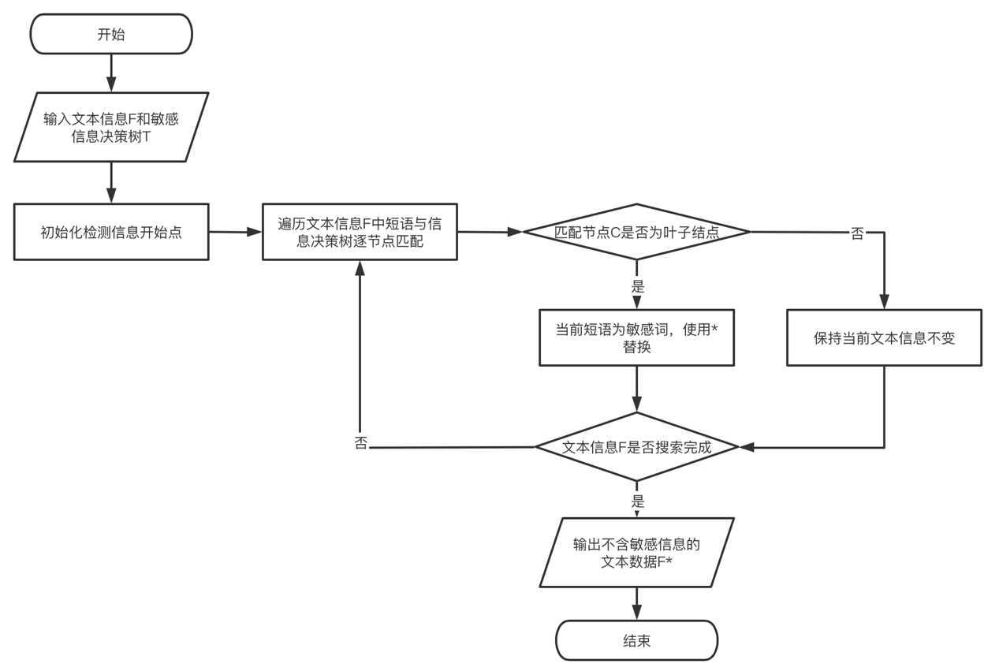 开始
输入文本信息F和敏感
信息决策树T
初始化检测信息开始点
遍历文本信息F中短语与信
息决策树逐节点匹配
匹配节点C是否为叶子结点
否
是
当前短语为敏感词，使用*
替换
保持当前文本信息不变
否
文本信息F是否搜索完成
是
输出不含敏感信息的
文本数据F*
结束